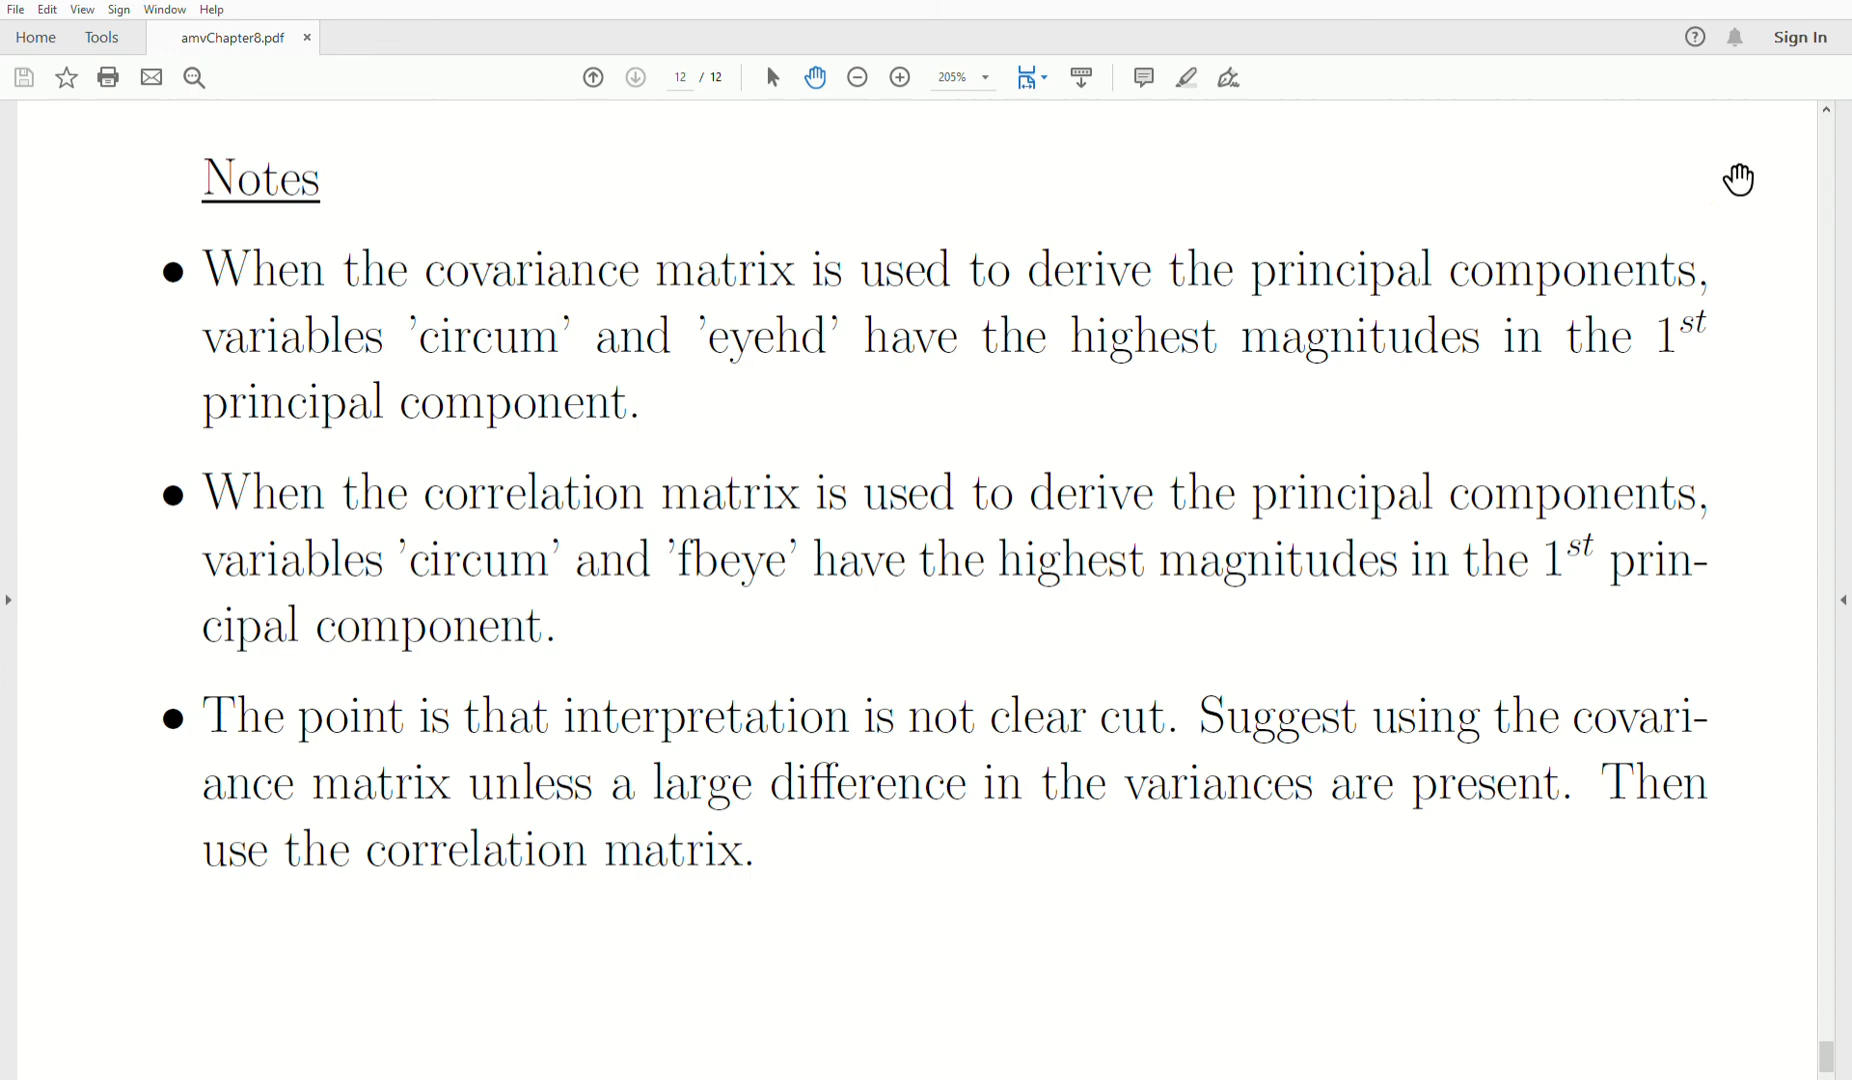 File Edit View Sign Window Help
Home Tools amvChapter8.pdf × Sign In
12 / 12 205%
Notes
• When the covariance matrix is used to derive the principal components,
variables 'circum' and 'eyehd' have the highest magnitudes in the 1st
principal component.
• When the correlation matrix is used to derive the principal components,
variables 'circum' and 'fbeye' have the highest magnitudes in the 1st prin-
cipal component.
• The point is that interpretation is not clear cut. Suggest using the covari-
ance matrix unless a large difference in the variances are present. Then
use the correlation matrix.